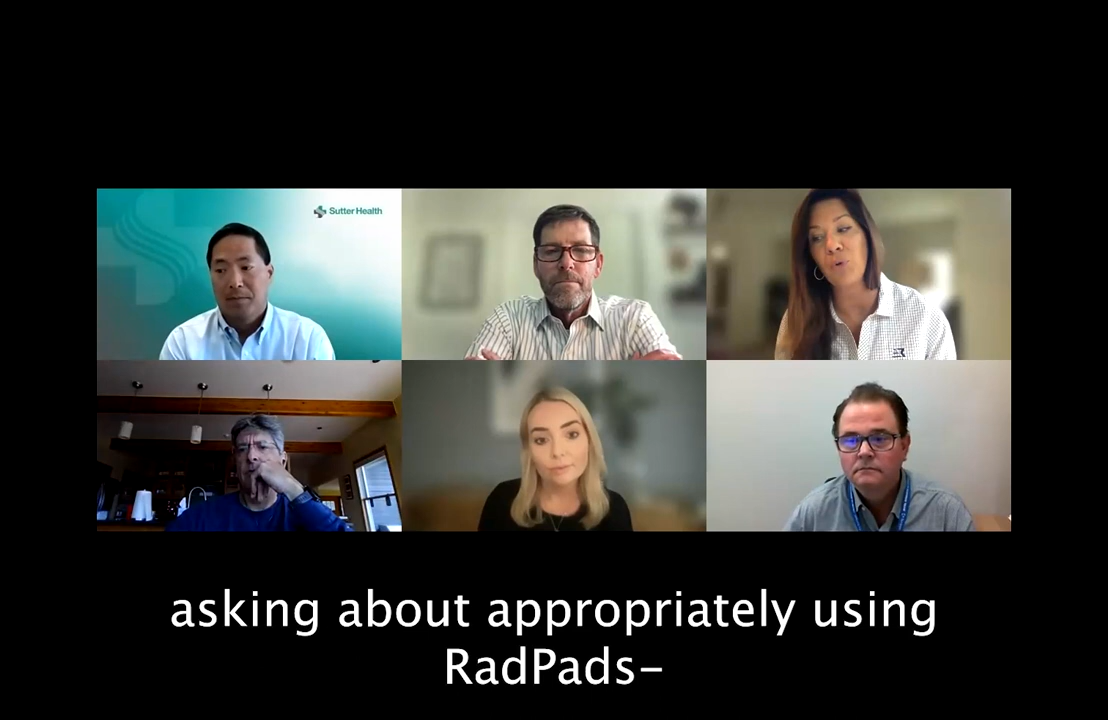 Sutter Health
asking about appropriately using
RadPads–